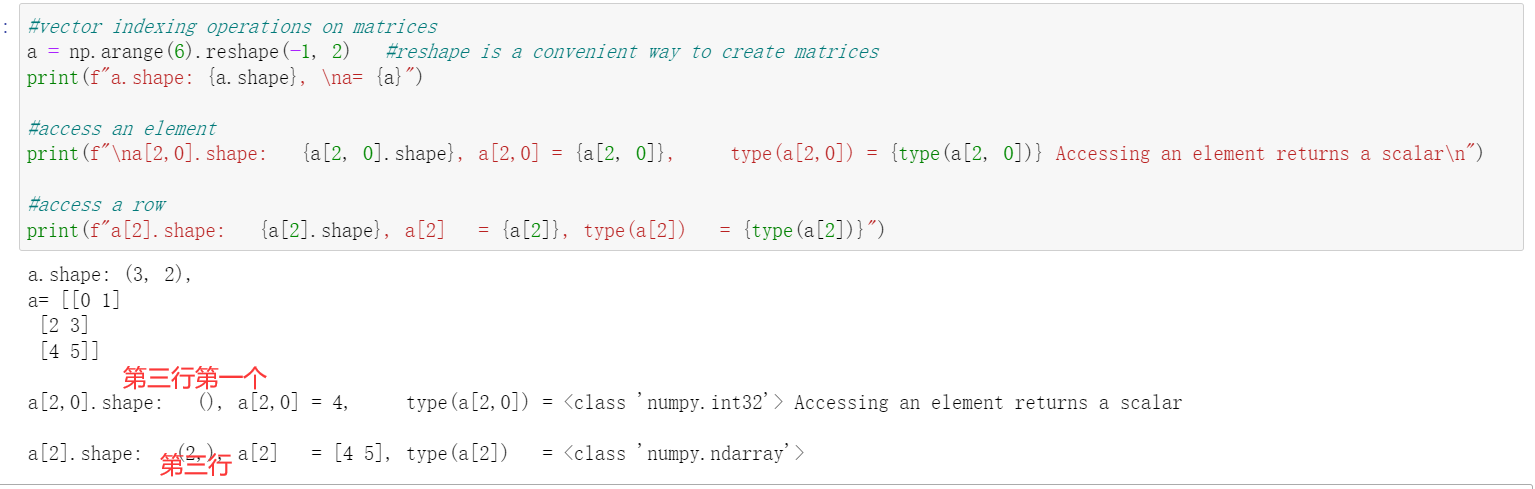 :
#vector indexing operations on matrices
a = np.arange(6).reshape(-1, 2)   #reshape is a convenient way to create matrices
print(f"a.shape: {a.shape}, \na= {a}")
#access an element
print(f"\na[2,0].shape:   {a[2, 0].shape}, a[2,0] = {a[2, 0]},     type(a[2,0]) = {type(a[2, 0])} Accessing an element returns a scalar\n")
#access a row
print(f"a[2].shape:   {a[2].shape}, a[2]   = {a[2]}, type(a[2])   = {type(a[2])}")
a.shape: (3, 2),
a= [[0 1]
 [2 3]
 [4 5]]
第三行第一个
a[2,0].shape:   (), a[2,0] = 4,     type(a[2,0]) = <class 'numpy.int32'> Accessing an element returns a scalar
a[2].shape:   (2,), a[2]   = [4 5], type(a[2])   = <class 'numpy.ndarray'>
第三行